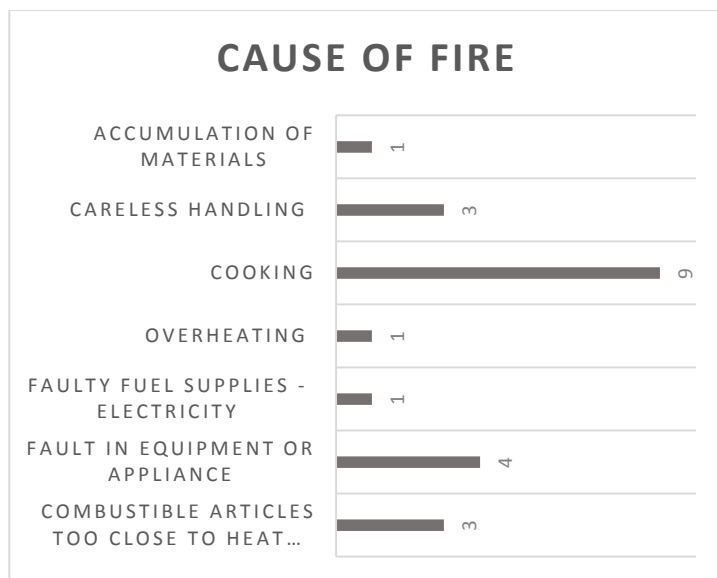 CAUSE OF FIRE
ACCUMULATION OF
MATERIALS
1
CARELESS HANDLING
3
COOKING
9
OVERHEATING
1
FAULTY FUEL SUPPLIES -
ELECTRICITY
1
FAULT IN EQUIPMENT OR
APPLIANCE
4
COMBUSTIBLE ARTICLES
TOO CLOSE TO HEAT…
3